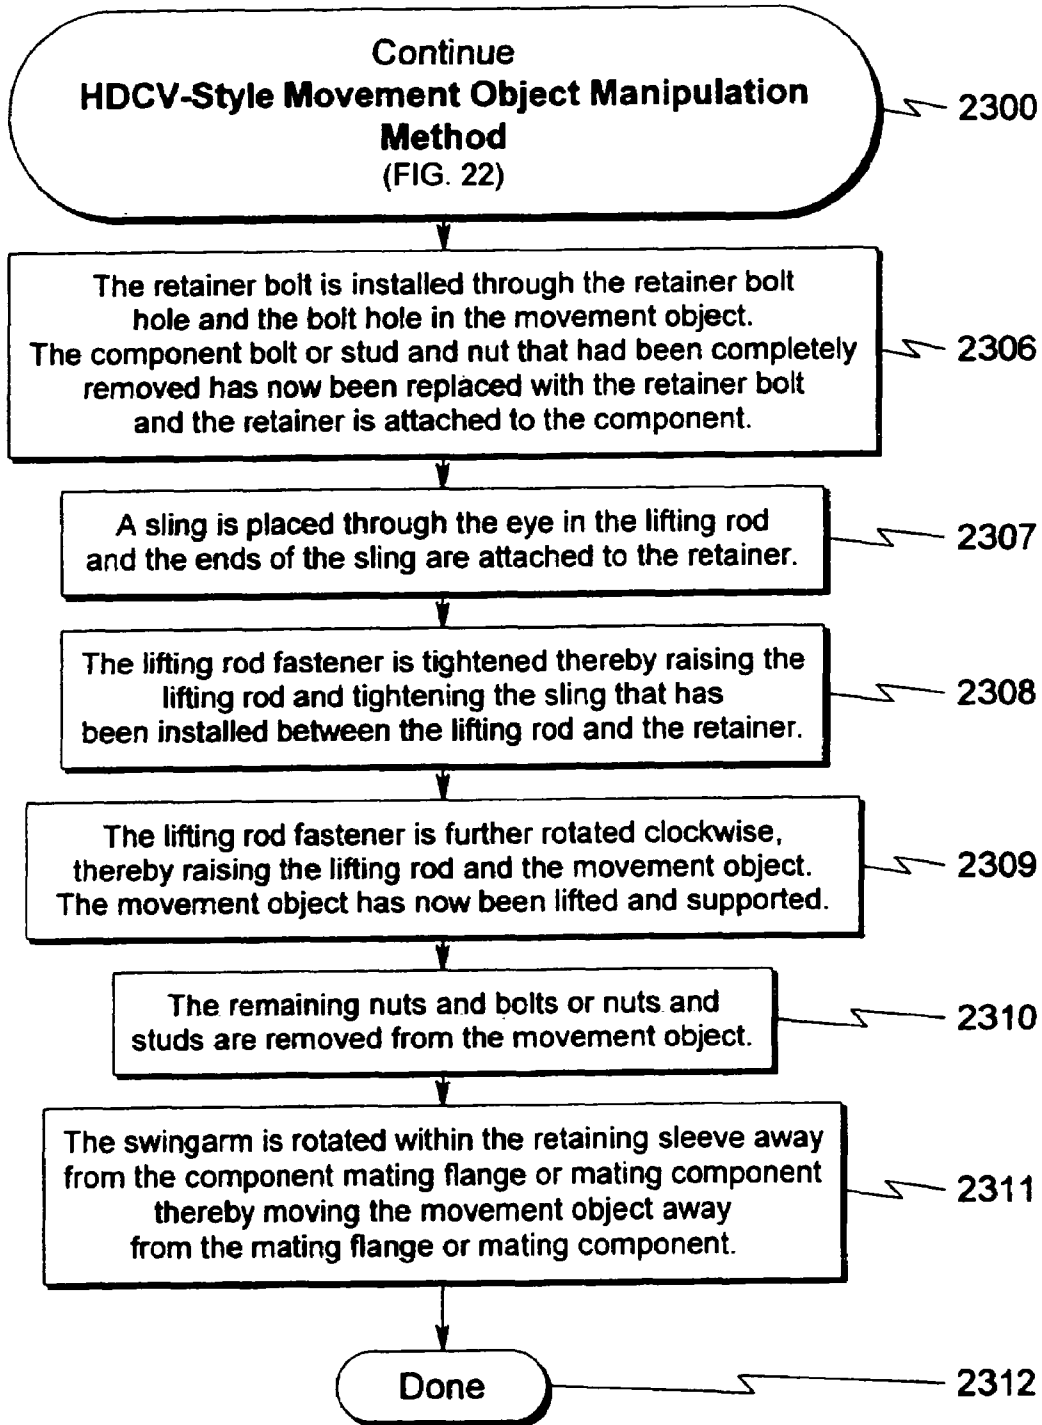 Continue
HDCV-Style Movement Object Manipulation
Method
(FIG. 22)
2300
The retainer bolt is installed through the retainer bolt
hole and the bolt hole in the movement object.
The component bolt or stud and nut that had been completely
removed has now been replaced with the retainer bolt
and the retainer is attached to the component.
2306
A sling is placed through the eye in the lifting rod
and the ends of the sling are attached to the retainer.
2307
The lifting rod fastener is tightened thereby raising the
lifting rod and tightening the sling that has
been installed between the lifting rod and the retainer.
2308
The lifting rod fastener is further rotated clockwise,
thereby raising the lifting rod and the movement object.
The movement object has now been lifted and supported.
2309
The remaining nuts and bolts or nuts and
studs are removed from the movement object.
2310
The swingarm is rotated within the retaining sleeve away
from the component mating flange or mating component
thereby moving the movement object away
from the mating flange or mating component.
2311
Done
2312